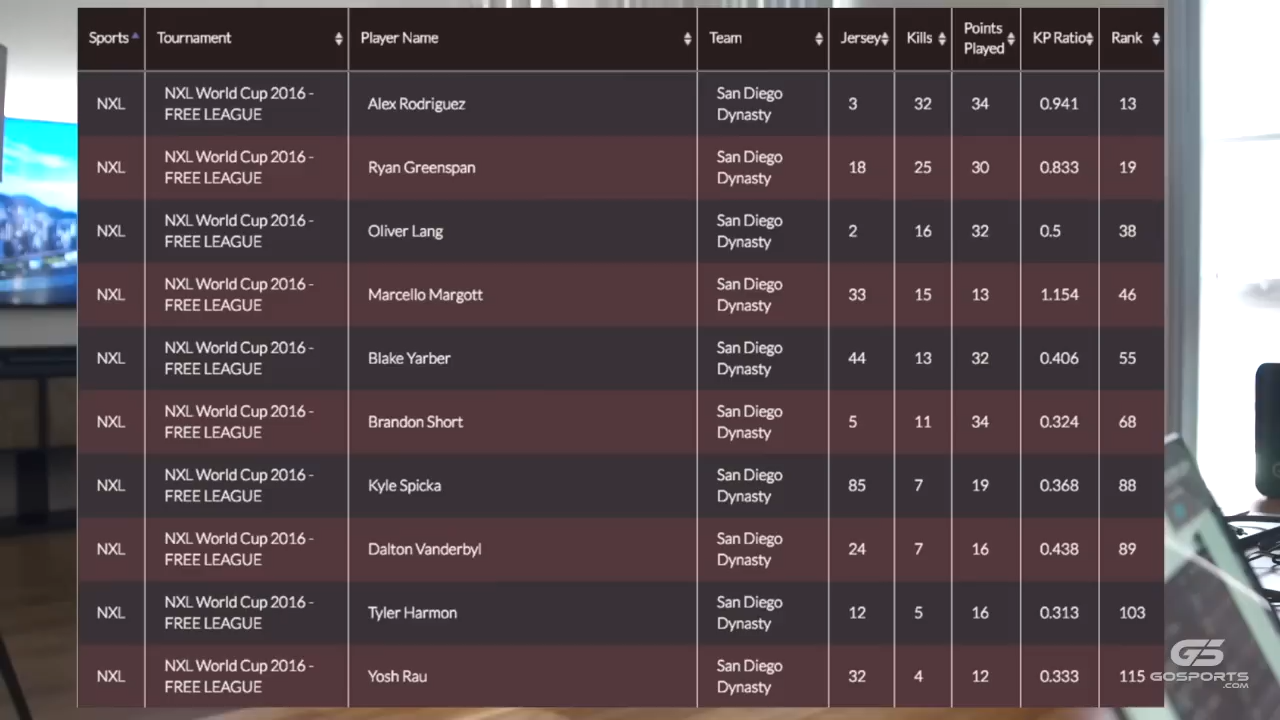 Sports Tournament Player Name Team Jersey Kills Points Played KP Ratio Rank
NXL NXL World Cup 2016 - FREE LEAGUE Alex Rodriguez San Diego Dynasty 3 32 34 0.941 13
NXL NXL World Cup 2016 - FREE LEAGUE Ryan Greenspan San Diego Dynasty 18 25 30 0.833 19
NXL NXL World Cup 2016 - FREE LEAGUE Oliver Lang San Diego Dynasty 2 16 32 0.5 38
NXL NXL World Cup 2016 - FREE LEAGUE Marcello Margott San Diego Dynasty 33 15 13 1.154 46
NXL NXL World Cup 2016 - FREE LEAGUE Blake Yarber San Diego Dynasty 44 13 32 0.406 55
NXL NXL World Cup 2016 - FREE LEAGUE Brandon Short San Diego Dynasty 5 11 34 0.324 68
NXL NXL World Cup 2016 - FREE LEAGUE Kyle Spicka San Diego Dynasty 85 7 19 0.368 88
NXL NXL World Cup 2016 - FREE LEAGUE Dalton Vanderbyl San Diego Dynasty 24 7 16 0.438 89
NXL NXL World Cup 2016 - FREE LEAGUE Tyler Harmon San Diego Dynasty 12 5 16 0.313 103
NXL NXL World Cup 2016 - FREE LEAGUE Yosh Rau San Diego Dynasty 32 4 12 0.333 115
GS
GOSPORTS
.COM